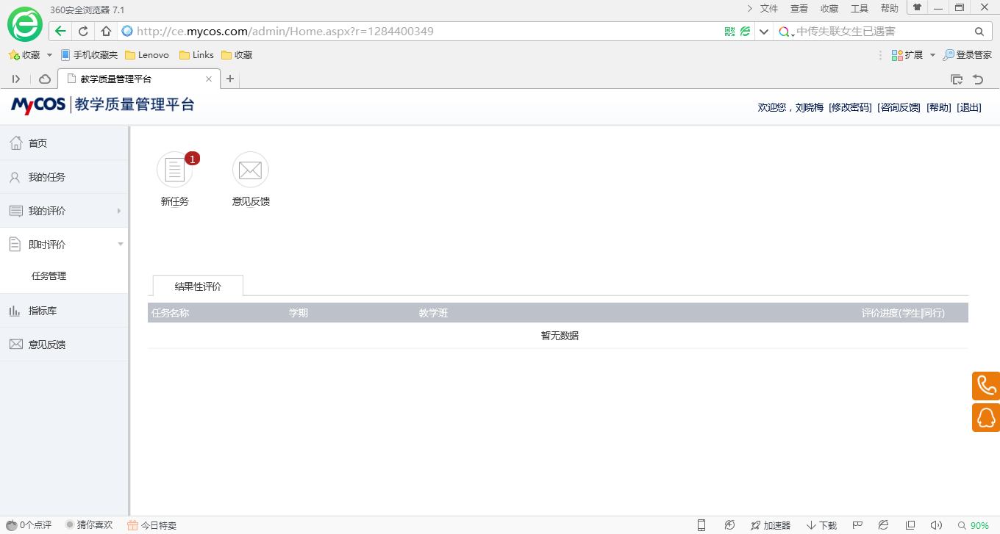 360安全浏览器 7.1
文件 查看 收藏 工具 帮助
http://ce.mycos.com/admin/Home.aspx?r=1284400349
中传失联女生已遇害
收藏 手机收藏夹 Lenovo Links 收藏
扩展 登录管家
教学质量管理平台
MyCOS 教学质量管理平台
欢迎您，刘晓梅 [修改密码] [咨询反馈] [帮助] [退出]
首页
我的任务
我的评价
即时评价
任务管理
指标库
意见反馈
1
新任务 意见反馈
结果性评价
任务名称 学期 教学班 评价进度(学生|同行)
暂无数据
0个点评 猜你喜欢 今日特卖
加速器 下载 90%